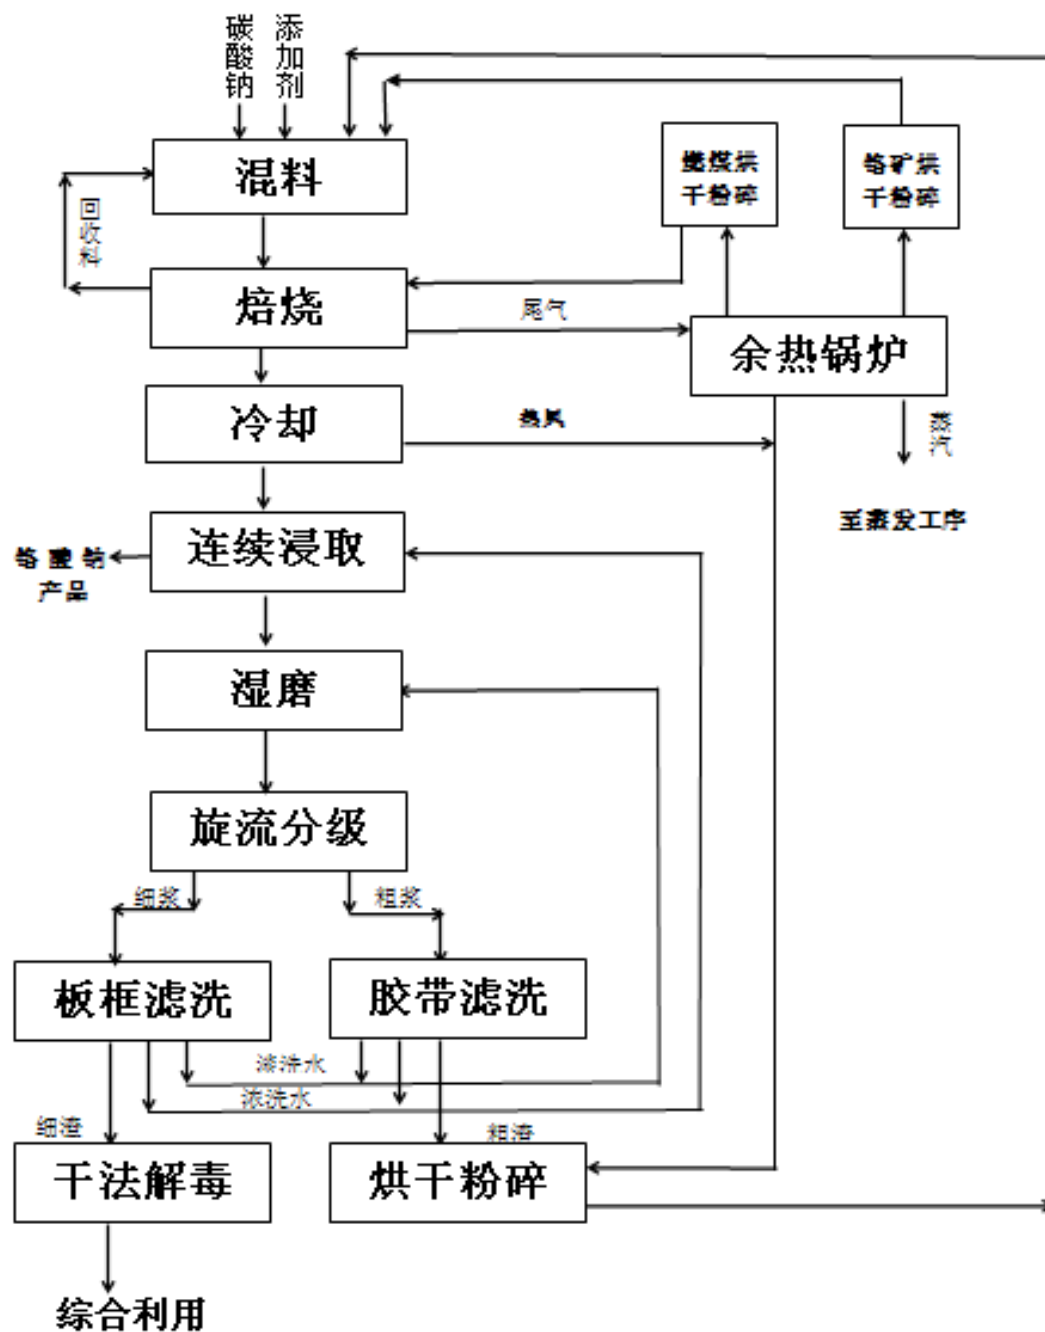 碳酸钠
添加剂
混料
燃煤烘
干粉碎
铬矿烘
干粉碎
回收料
焙烧
尾气
余热锅炉
冷却
热风
蒸汽
至蒸发工序
连续浸取
铬酸钠
产品
湿磨
旋流分级
细浆
粗浆
板框滤洗
胶带滤洗
浓洗水
细渣
粗渣
干法解毒
烘干粉碎
综合利用